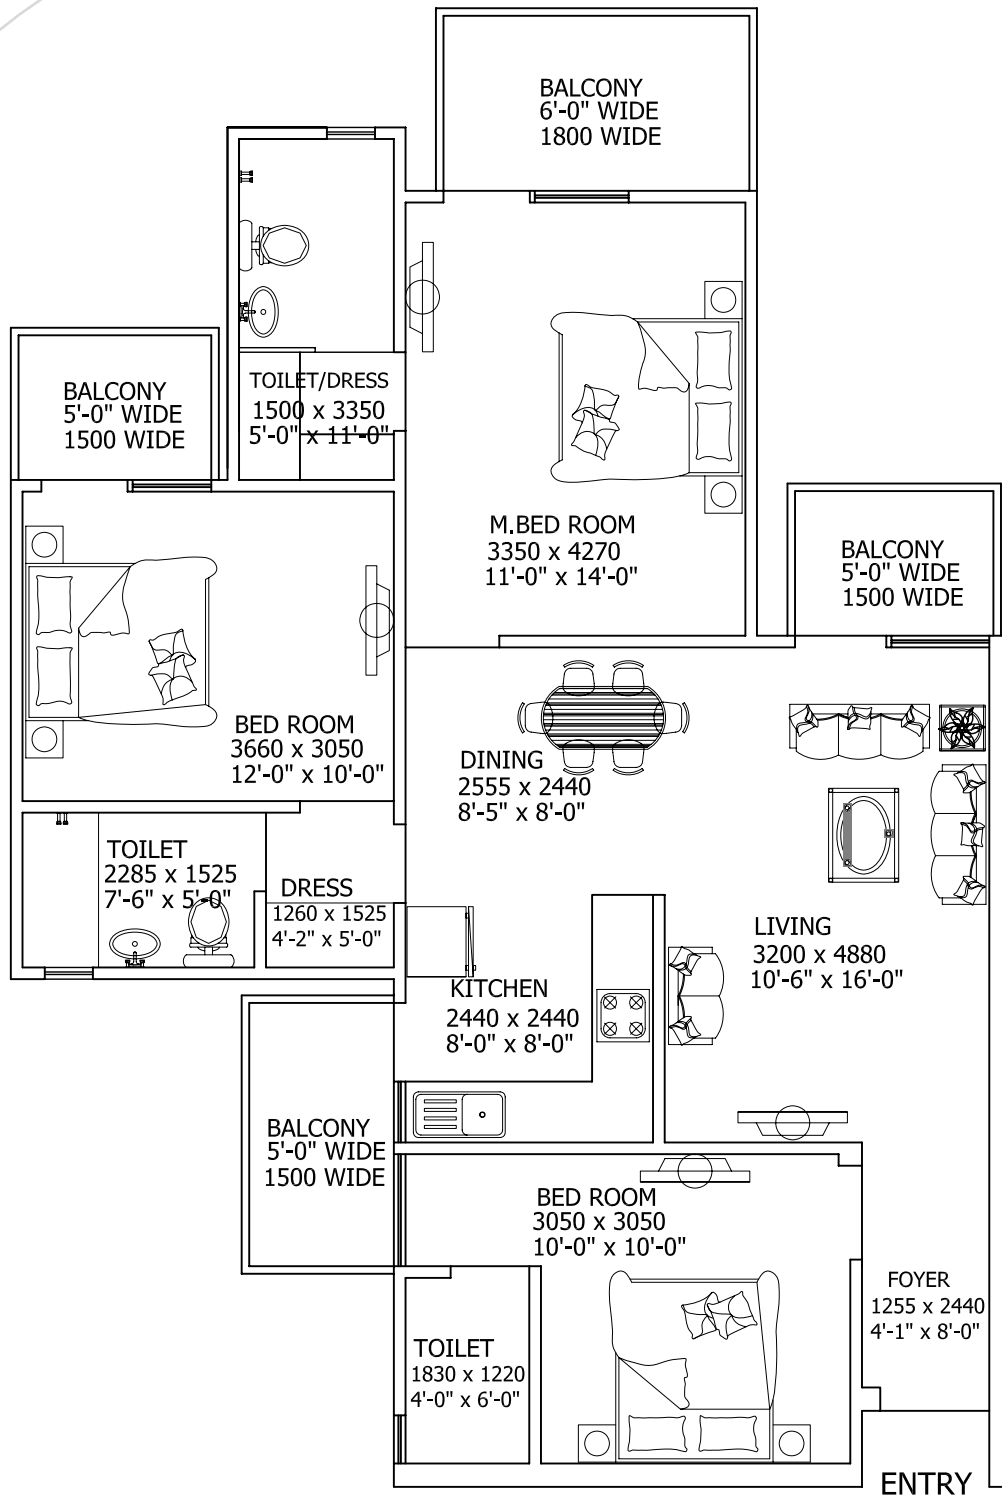 BALCONY
6'-0" WIDE
1800 WIDE
TOILET/DRESS
1500 x 3350
5'-0" x 11'-0"
BALCONY
5'-0" WIDE
1500 WIDE
M.BED ROOM
3350 x 4270
11'-0" x 14'-0"
BALCONY
5'-0" WIDE
1500 WIDE
BED ROOM
3660 x 3050
12'-0" x 10'-0"
DINING
2555 x 2440
8'-5" x 8'-0"
TOILET
2285 x 1525
7'-6" x 5'-0"
DRESS
1260 x 1525
4'-2" x 5'-0"
LIVING
3200 x 4880
10'-6" x 16'-0"
KITCHEN
2440 x 2440
8'-0" x 8'-0"
BALCONY
5'-0" WIDE
1500 WIDE
BED ROOM
3050 x 3050
10'-0" x 10'-0"
FOYER
1255 x 2440
4'-1" x 8'-0"
TOILET
1830 x 1220
4'-0" x 6'-0"
ENTRY